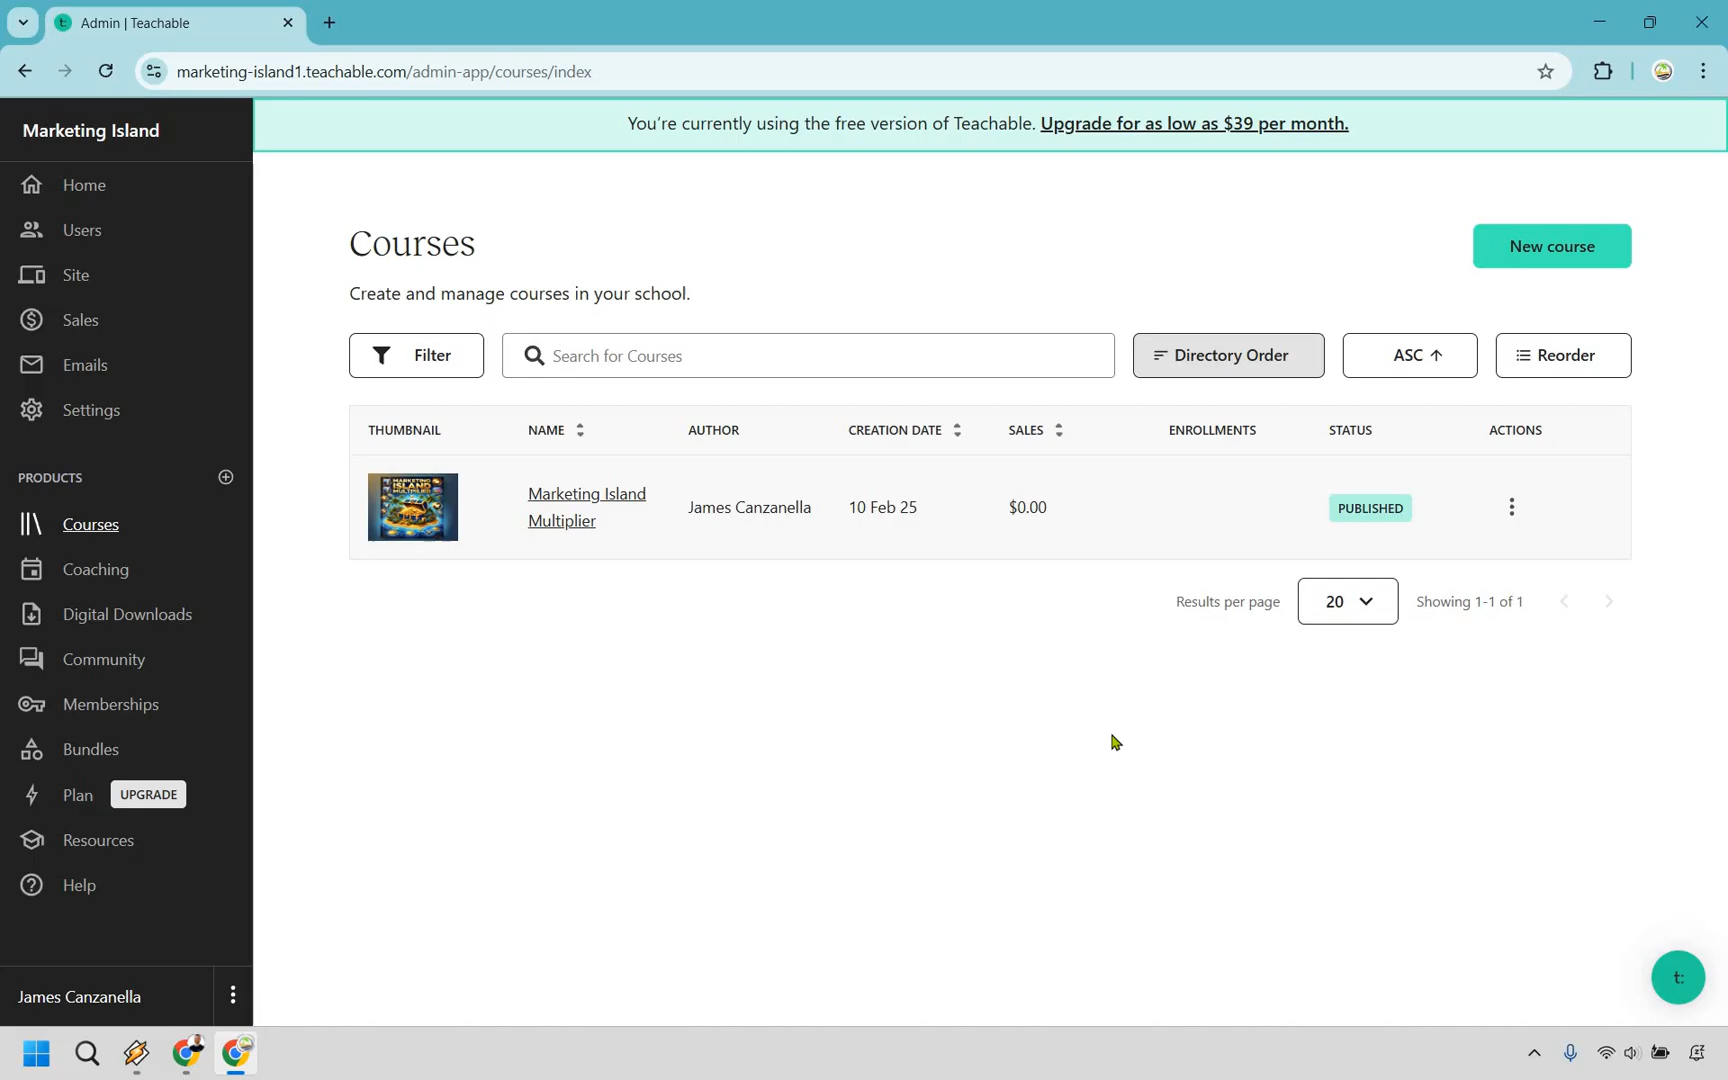 Admin | Teachable
marketing-island1.teachable.com/admin-app/courses/index
Marketing Island
You're currently using the free version of Teachable. Upgrade for as low as $39 per month.
Home
Users
Site
Sales
Emails
Settings
PRODUCTS
Courses
Coaching
Digital Downloads
Community
Memberships
Bundles
Plan UPGRADE
Resources
Help
James Canzanella
Courses
New course
Create and manage courses in your school.
Filter
Search for Courses
Directory Order
ASC
Reorder
THUMBNAIL NAME AUTHOR CREATION DATE SALES ENROLLMENTS STATUS ACTIONS
MARKETING
ISLAND
MULTIPLIER
Marketing Island
Multiplier
James Canzanella
10 Feb 25
$0.00
PUBLISHED
Results per page 20 Showing 1-1 of 1
t: